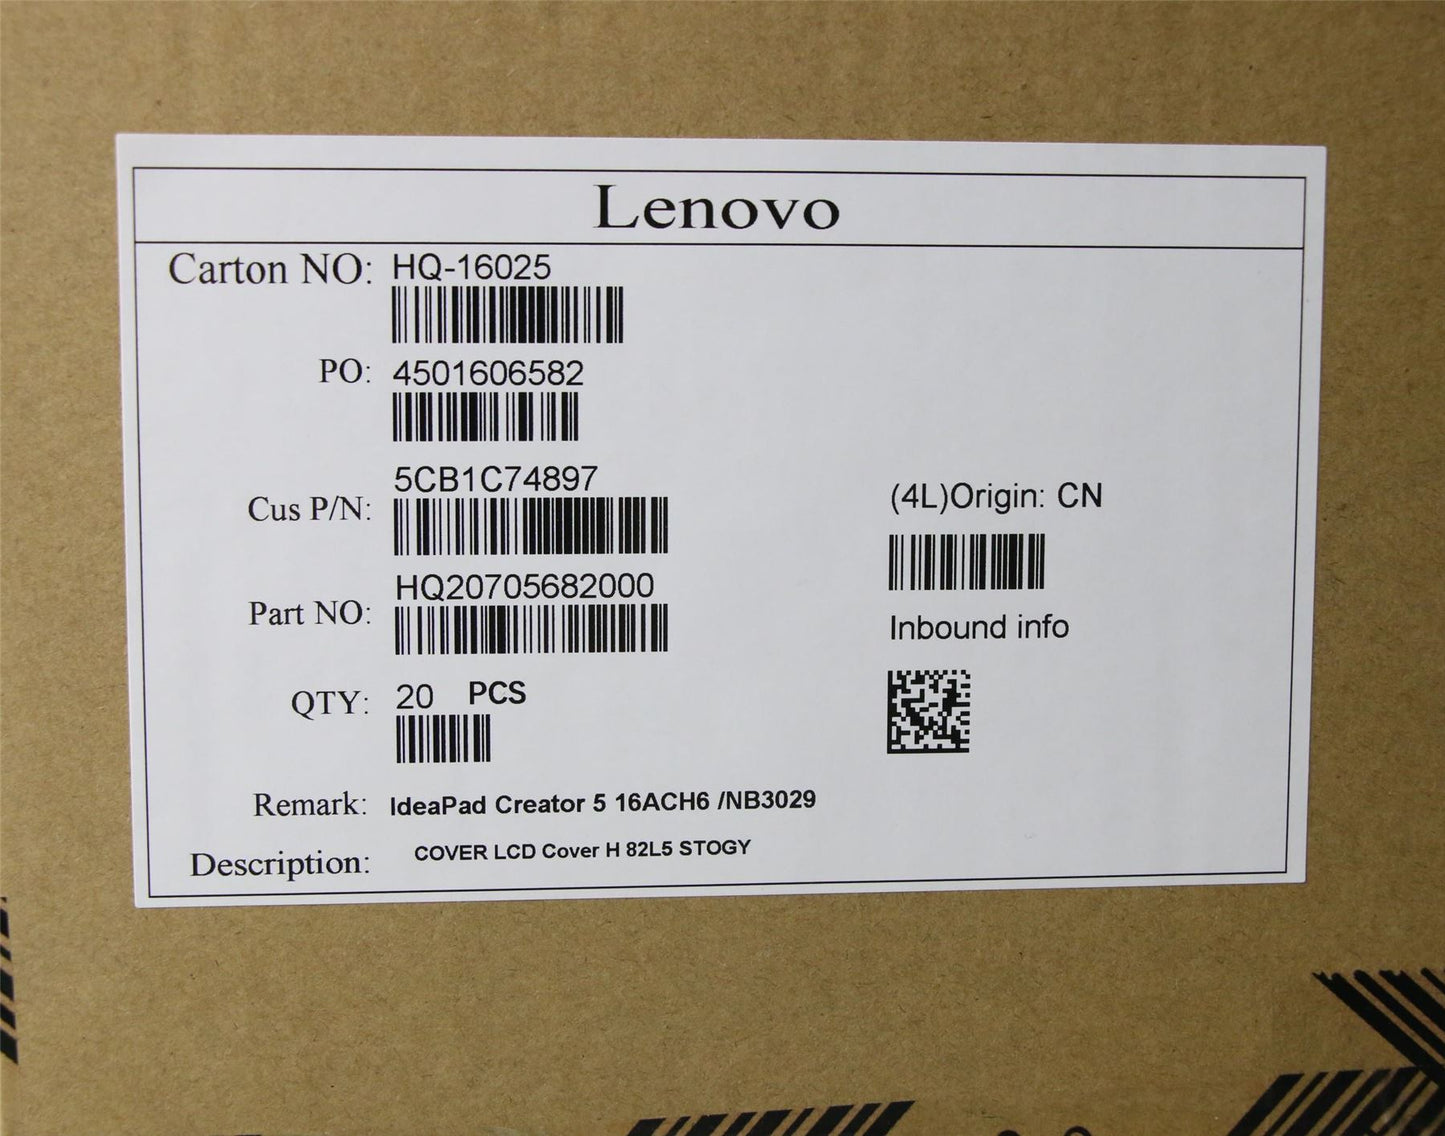 Lenovo
Carton NO: HQ-16025
PO: 4501606582
Cus P/N: 5CB1C74897
(4L)Origin: CN
Part NO: HQ20705682000
Inbound info
QTY: 20 PCS
Remark: IdeaPad Creator 5 16ACH6 /NB3029
Description: COVER LCD Cover H 82L5 STOGY